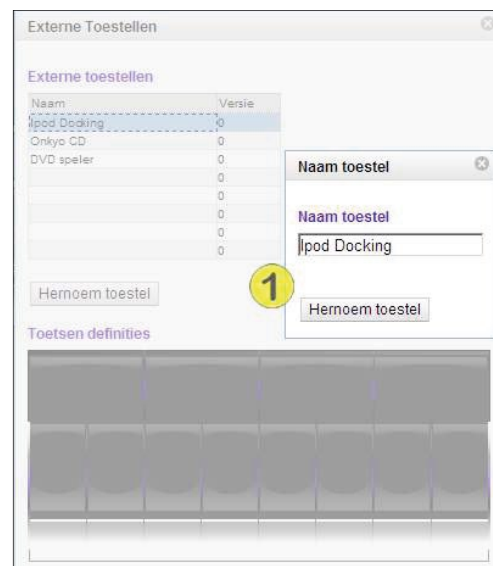 Externe Toestellen
Externe toestellen
Naam Versie
Ipod Docking 0
Onkyo CD 0
DVD speler 0
0
0
0
0
0
Hernoem toestel
Toetsen definities
Naam toestel
Naam toestel
Ipod Docking
1
Hernoem toestel